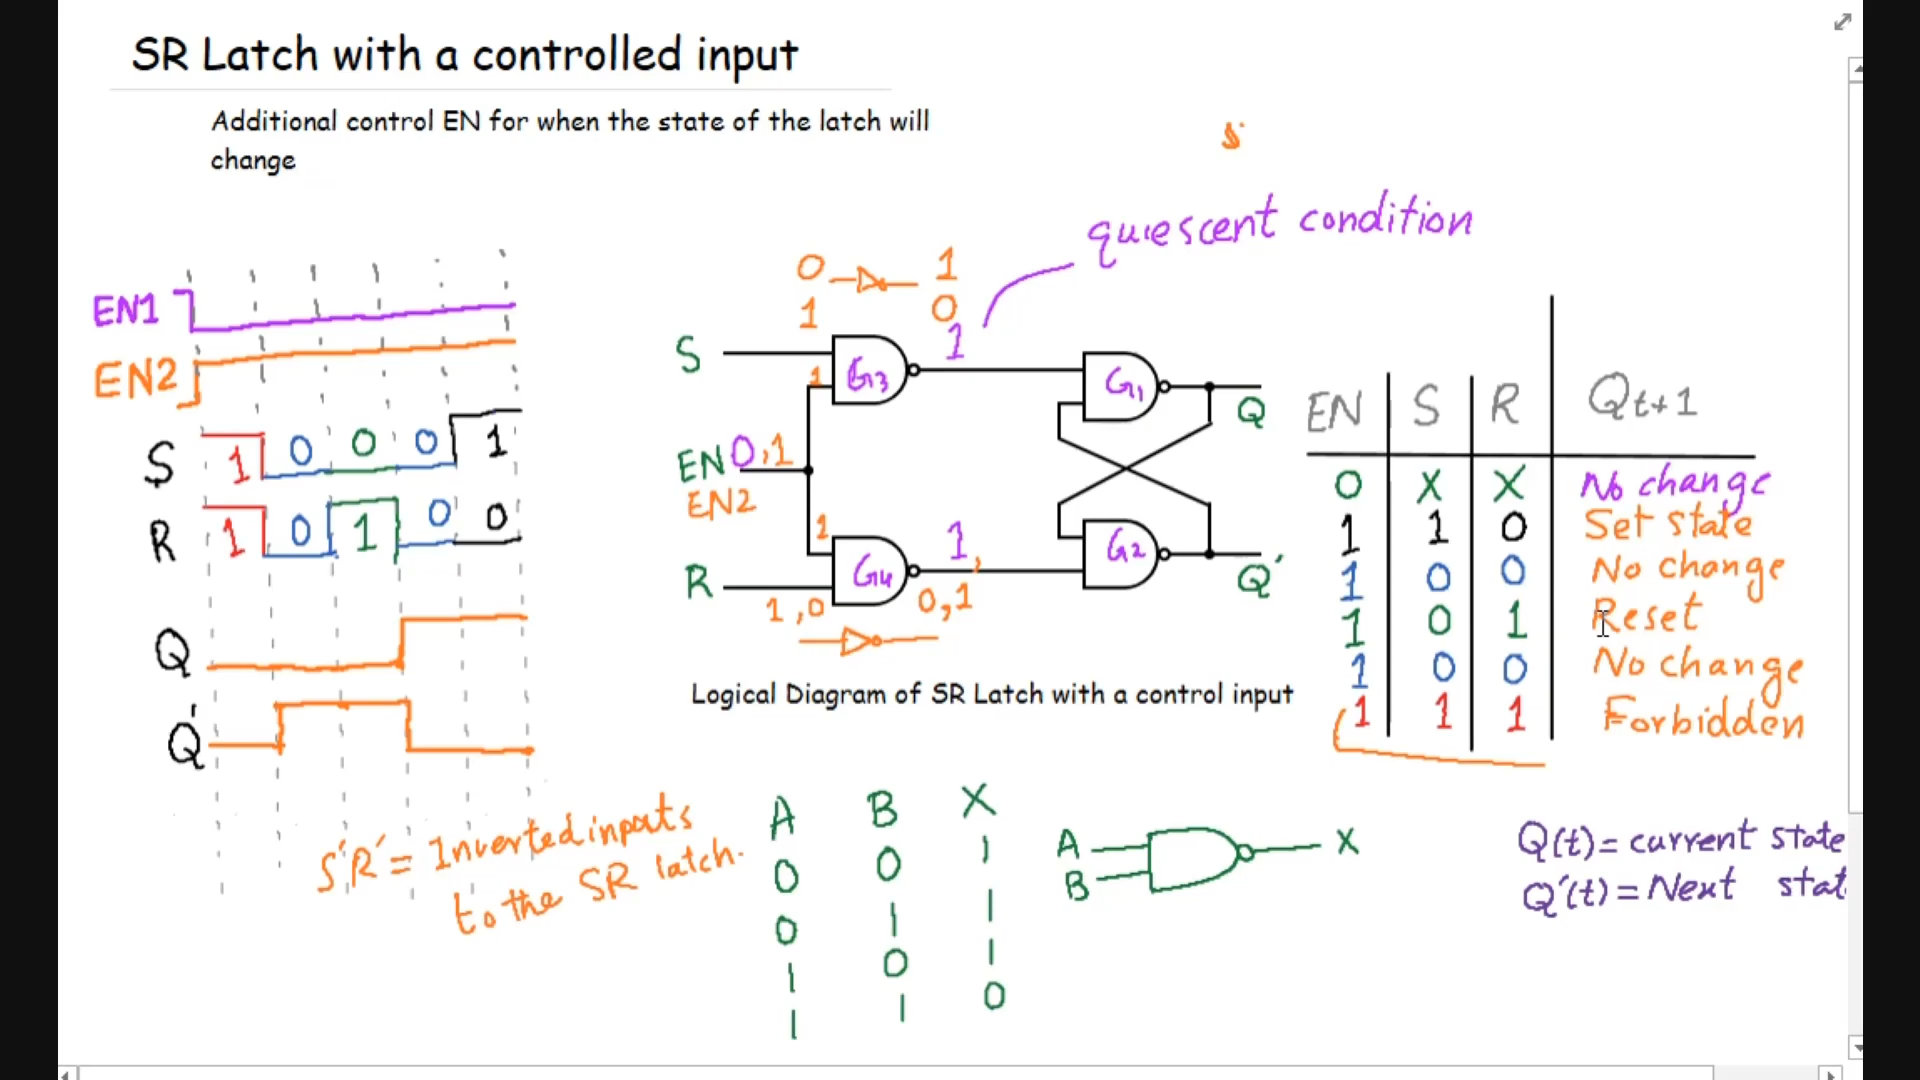 SR Latch with a controlled input
Additional control EN for when the state of the latch will
change
s
quiescent condition
EN1
EN2
S 1 0 0 0 1
R 1 0 1 0 0
Q
Q'
0 1
1 0
S 1 G3 1 G1 Q
EN 0,1
EN2
1
R G4 1, G2 Q'
1,0 0,1
Logical Diagram of SR Latch with a control input
EN S R Qt+1
0 X X No change
1 1 0 Set state
1 0 0 No change
1 0 1 Reset
1 0 0 No change
1 1 1 Forbidden
S'R' = Inverted inputs
to the SR latch.
A B X
0 0 1
0 1 1
1 0 1
1 1 0
A
B
X
Q(t) = current state
Q'(t) = Next stat